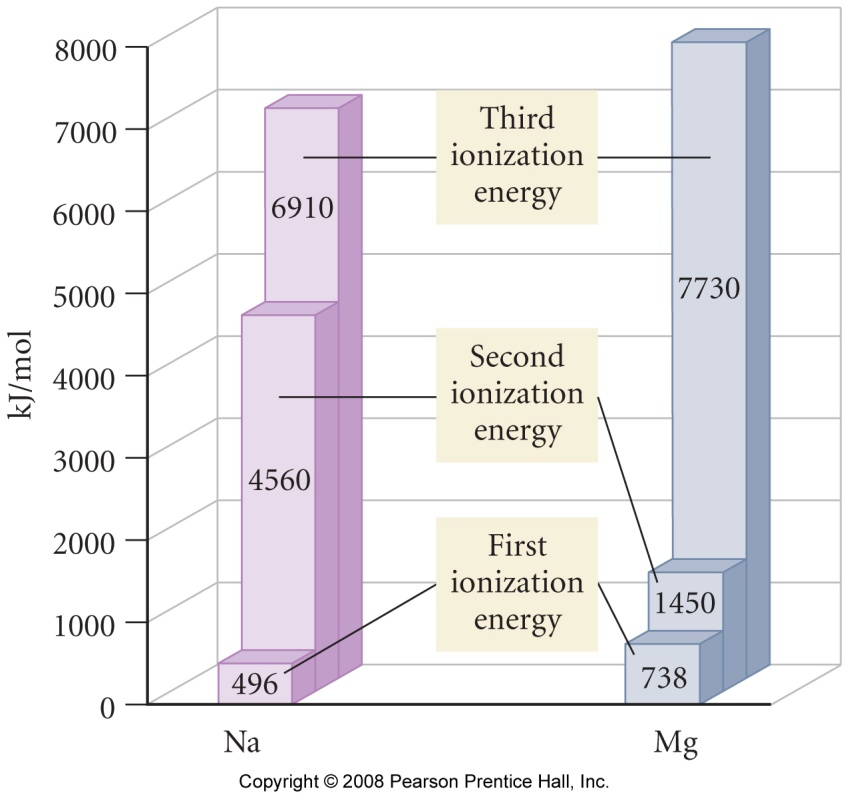 8000
7000
6000
5000
4000
3000
2000
1000
0
kJ/mol
Third
ionization
energy
6910
7730
Second
ionization
energy
4560
1450
First
ionization
energy
496
738
Na
Mg
Copyright © 2008 Pearson Prentice Hall, Inc.